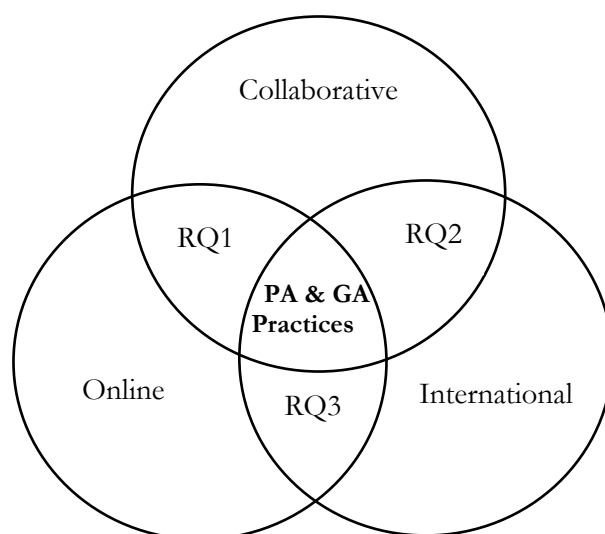 Collaborative
RQ1
RQ2
PA & GA
Practices
Online
RQ3
International